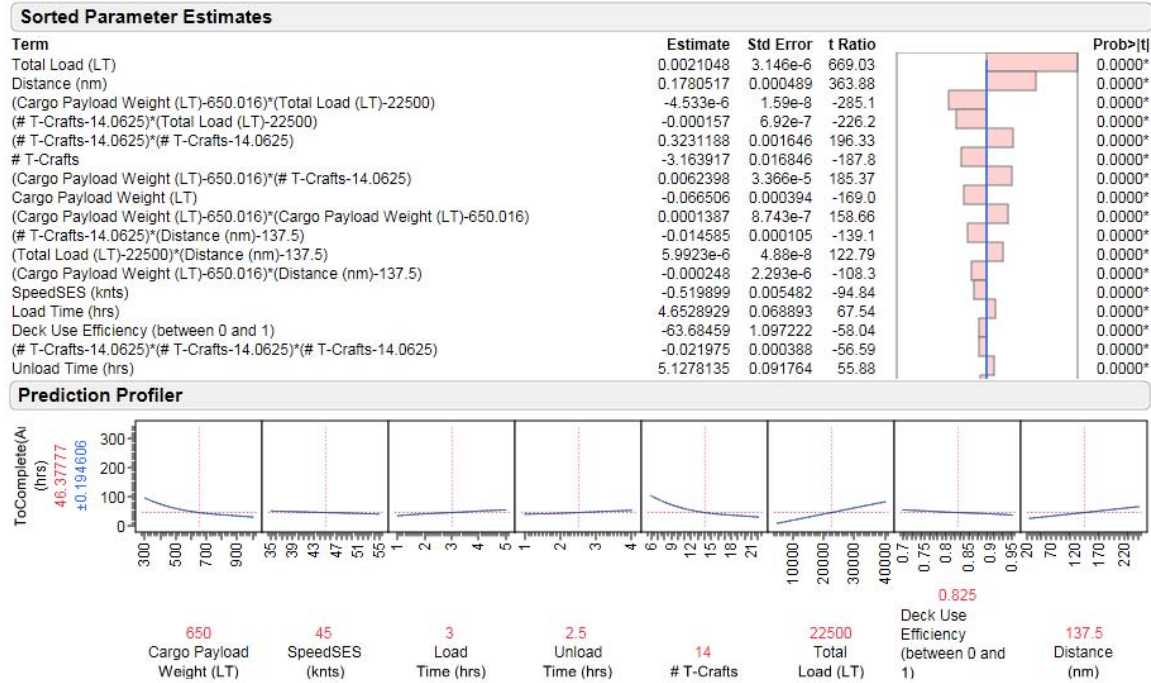 Sorted Parameter Estimates
Term Estimate Std Error t Ratio Prob>|t|
Total Load (LT) 0.0021048 3.146e-6 669.03 0.0000*
Distance (nm) 0.1780517 0.000489 363.88 0.0000*
(Cargo Payload Weight (LT)-650.016)*(Total Load (LT)-22500) -4.533e-6 1.59e-8 -285.1 0.0000*
(# T-Crafts-14.0625)*(Total Load (LT)-22500) -0.000157 6.92e-7 -226.2 0.0000*
(# T-Crafts-14.0625)*(# T-Crafts-14.0625) 0.3231188 0.001646 196.33 0.0000*
# T-Crafts -3.163917 0.016846 -187.8 0.0000*
(Cargo Payload Weight (LT)-650.016)*(# T-Crafts-14.0625) 0.0062398 3.366e-5 185.37 0.0000*
Cargo Payload Weight (LT) -0.066506 0.000394 -169.0 0.0000*
(Cargo Payload Weight (LT)-650.016)*(Cargo Payload Weight (LT)-650.016) 0.0001387 8.743e-7 158.66 0.0000*
(# T-Crafts-14.0625)*(Distance (nm)-137.5) -0.014585 0.000105 -139.1 0.0000*
(Total Load (LT)-22500)*(Distance (nm)-137.5) 5.9923e-6 4.88e-8 122.79 0.0000*
(Cargo Payload Weight (LT)-650.016)*(Distance (nm)-137.5) -0.000248 2.293e-6 -108.3 0.0000*
SpeedSES (knts) -0.519899 0.005482 -94.84 0.0000*
Load Time (hrs) 4.6528929 0.068893 67.54 0.0000*
Deck Use Efficiency (between 0 and 1) -63.68459 1.097222 -58.04 0.0000*
(# T-Crafts-14.0625)*(# T-Crafts-14.0625)*(# T-Crafts-14.0625) -0.021975 0.000388 -56.59 0.0000*
Unload Time (hrs) 5.1278135 0.091764 55.88 0.0000*
Prediction Profiler
ToComplete(A
(hrs)
46.37777
±0.194606
300
200
100
0
300 500 700 900 35 39 43 47 51 55 1 2 3 4 5 1 2 3 4 6 9 12 15 18 21 10000 20000 30000 40000 0.7 0.75 0.8 0.85 0.9 0.95 20 70 120 170 220
650 45 3 2.5 14 22500 0.825 137.5
Cargo Payload
Weight (LT)
SpeedSES
(knts)
Load
Time (hrs)
Unload
Time (hrs)
# T-Crafts
Total
Load (LT)
Deck Use
Efficiency
(between 0 and
1)
Distance
(nm)